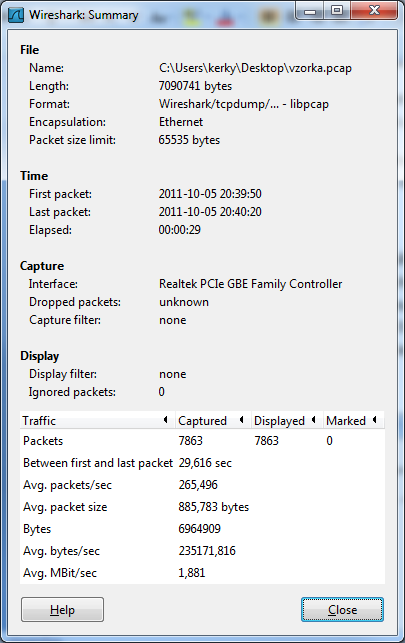 Wireshark: Summary
File
Name: C:\Users\kerky\Desktop\vzorka.pcap
Length: 7090741 bytes
Format: Wireshark/tcpdump/... - libpcap
Encapsulation: Ethernet
Packet size limit: 65535 bytes
Time
First packet: 2011-10-05 20:39:50
Last packet: 2011-10-05 20:40:20
Elapsed: 00:00:29
Capture
Interface: Realtek PCIe GBE Family Controller
Dropped packets: unknown
Capture filter: none
Display
Display filter: none
Ignored packets: 0
Traffic Captured Displayed Marked
Packets 7863 7863 0
Between first and last packet 29,616 sec
Avg. packets/sec 265,496
Avg. packet size 885,783 bytes
Bytes 6964909
Avg. bytes/sec 235171,816
Avg. MBit/sec 1,881
Help Close